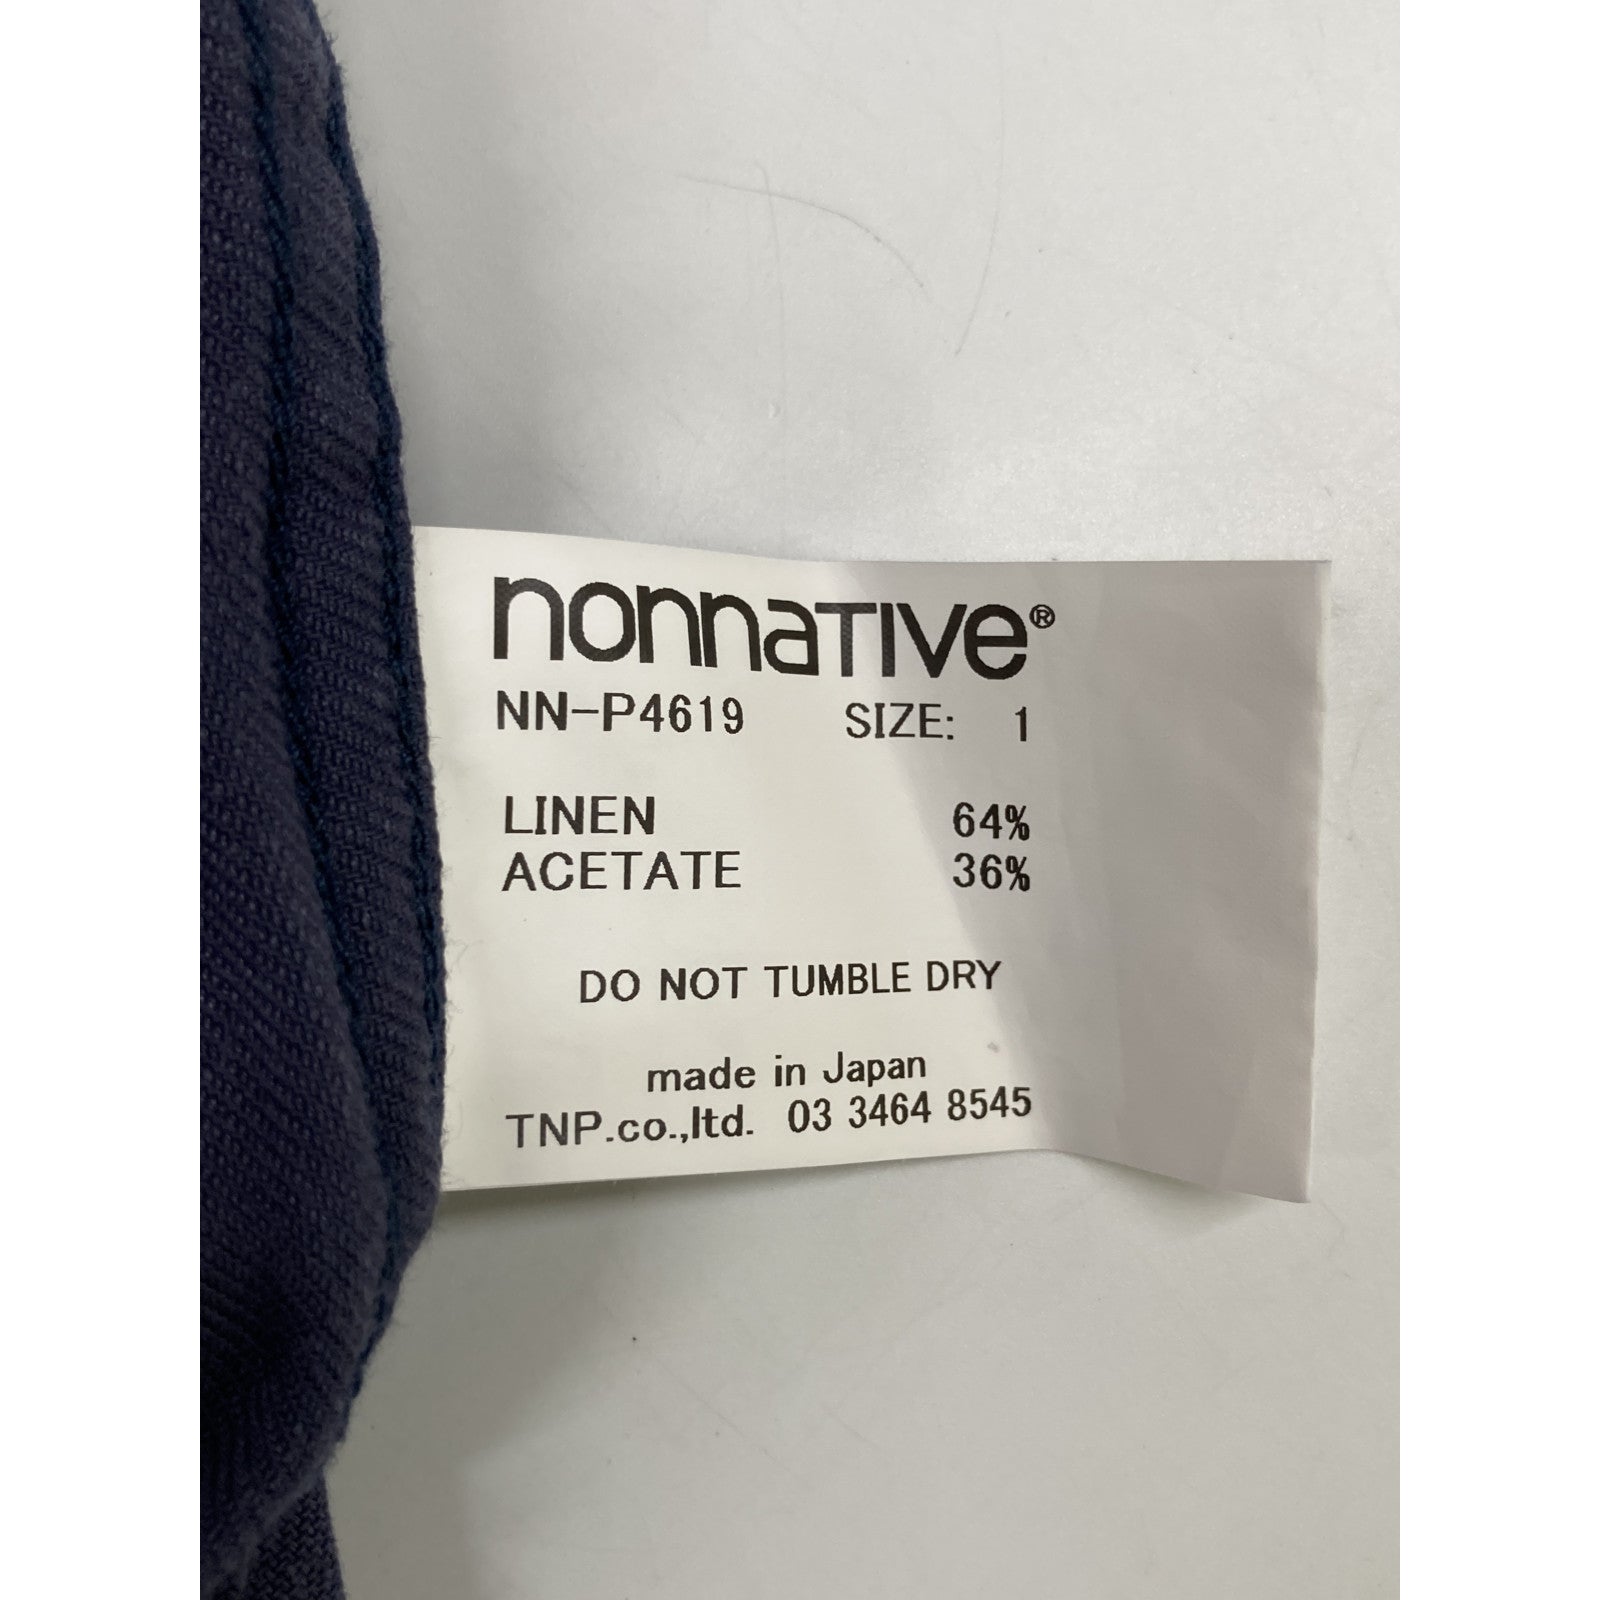 nonnaTIVe®
NN-P4619 SIZE: 1
LINEN 64%
ACETATE 36%
DO NOT TUMBLE DRY
made in Japan
TNP.co.,ltd. 03 3464 8545